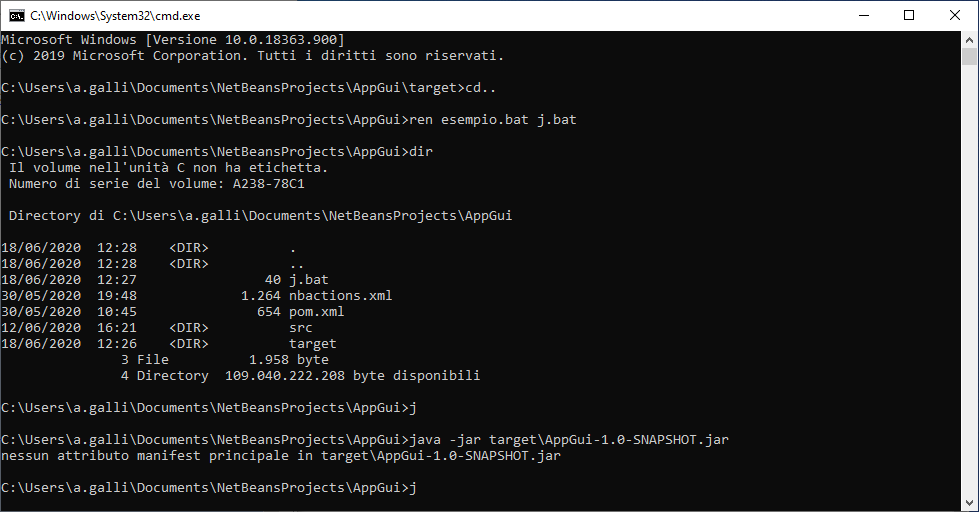 C:\Windows\System32\cmd.exe
Microsoft Windows [Versione 10.0.18363.900]
(c) 2019 Microsoft Corporation. Tutti i diritti sono riservati.
C:\Users\a.galli\Documents\NetBeansProjects\AppGui\target>cd..
C:\Users\a.galli\Documents\NetBeansProjects\AppGui>ren esempio.bat j.bat
C:\Users\a.galli\Documents\NetBeansProjects\AppGui>dir
Il volume nell'unità C non ha etichetta.
Numero di serie del volume: A238-78C1
Directory di C:\Users\a.galli\Documents\NetBeansProjects\AppGui
18/06/2020  12:28    <DIR>          .
18/06/2020  12:28    <DIR>          ..
18/06/2020  12:27                40 j.bat
30/05/2020  19:48             1.264 nbactions.xml
30/05/2020  10:45               654 pom.xml
12/06/2020  16:21    <DIR>          src
18/06/2020  12:26    <DIR>          target
3 File          1.958 byte
4 Directory  109.040.222.208 byte disponibili
C:\Users\a.galli\Documents\NetBeansProjects\AppGui>j
C:\Users\a.galli\Documents\NetBeansProjects\AppGui>java -jar target\AppGui-1.0-SNAPSHOT.jar
nessun attributo manifest principale in target\AppGui-1.0-SNAPSHOT.jar
C:\Users\a.galli\Documents\NetBeansProjects\AppGui>j